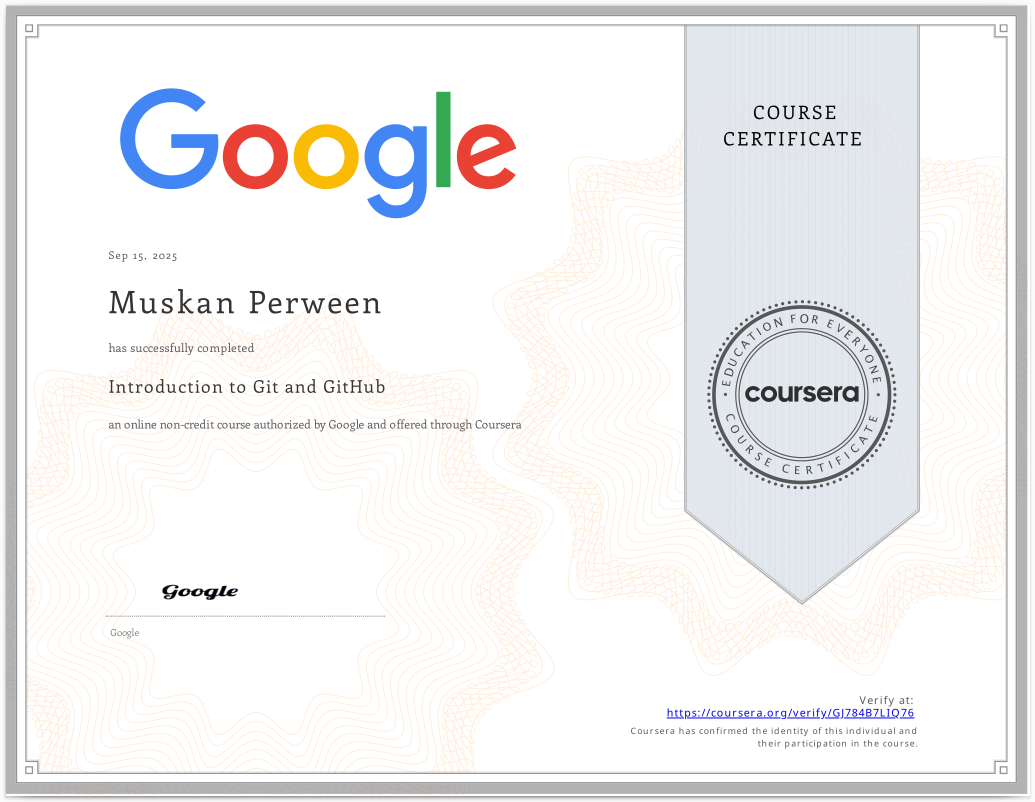 Google
COURSE
CERTIFICATE
Sep 15, 2025
Muskan Perween
has successfully completed
Introduction to Git and GitHub
an online non-credit course authorized by Google and offered through Coursera
EDUCATION FOR EVERYONE
coursera
COURSE CERTIFICATE
Google
Google
Verify at:
https://coursera.org/verify/GJ784B7LIQ76
Coursera has confirmed the identity of this individual and
their participation in the course.